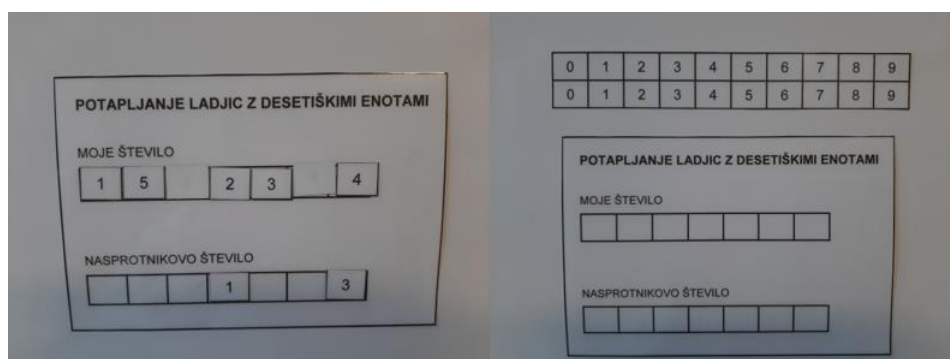 POTAPLJANJE LADJIC Z DESETIŠKIMI ENOTAMI
MOJE ŠTEVILO
1 5 2 3 4
NASPROTNIKOVO ŠTEVILO
1 3
0 1 2 3 4 5 6 7 8 9
0 1 2 3 4 5 6 7 8 9
POTAPLJANJE LADJIC Z DESETIŠKIMI ENOTAMI
MOJE ŠTEVILO
NASPROTNIKOVO ŠTEVILO